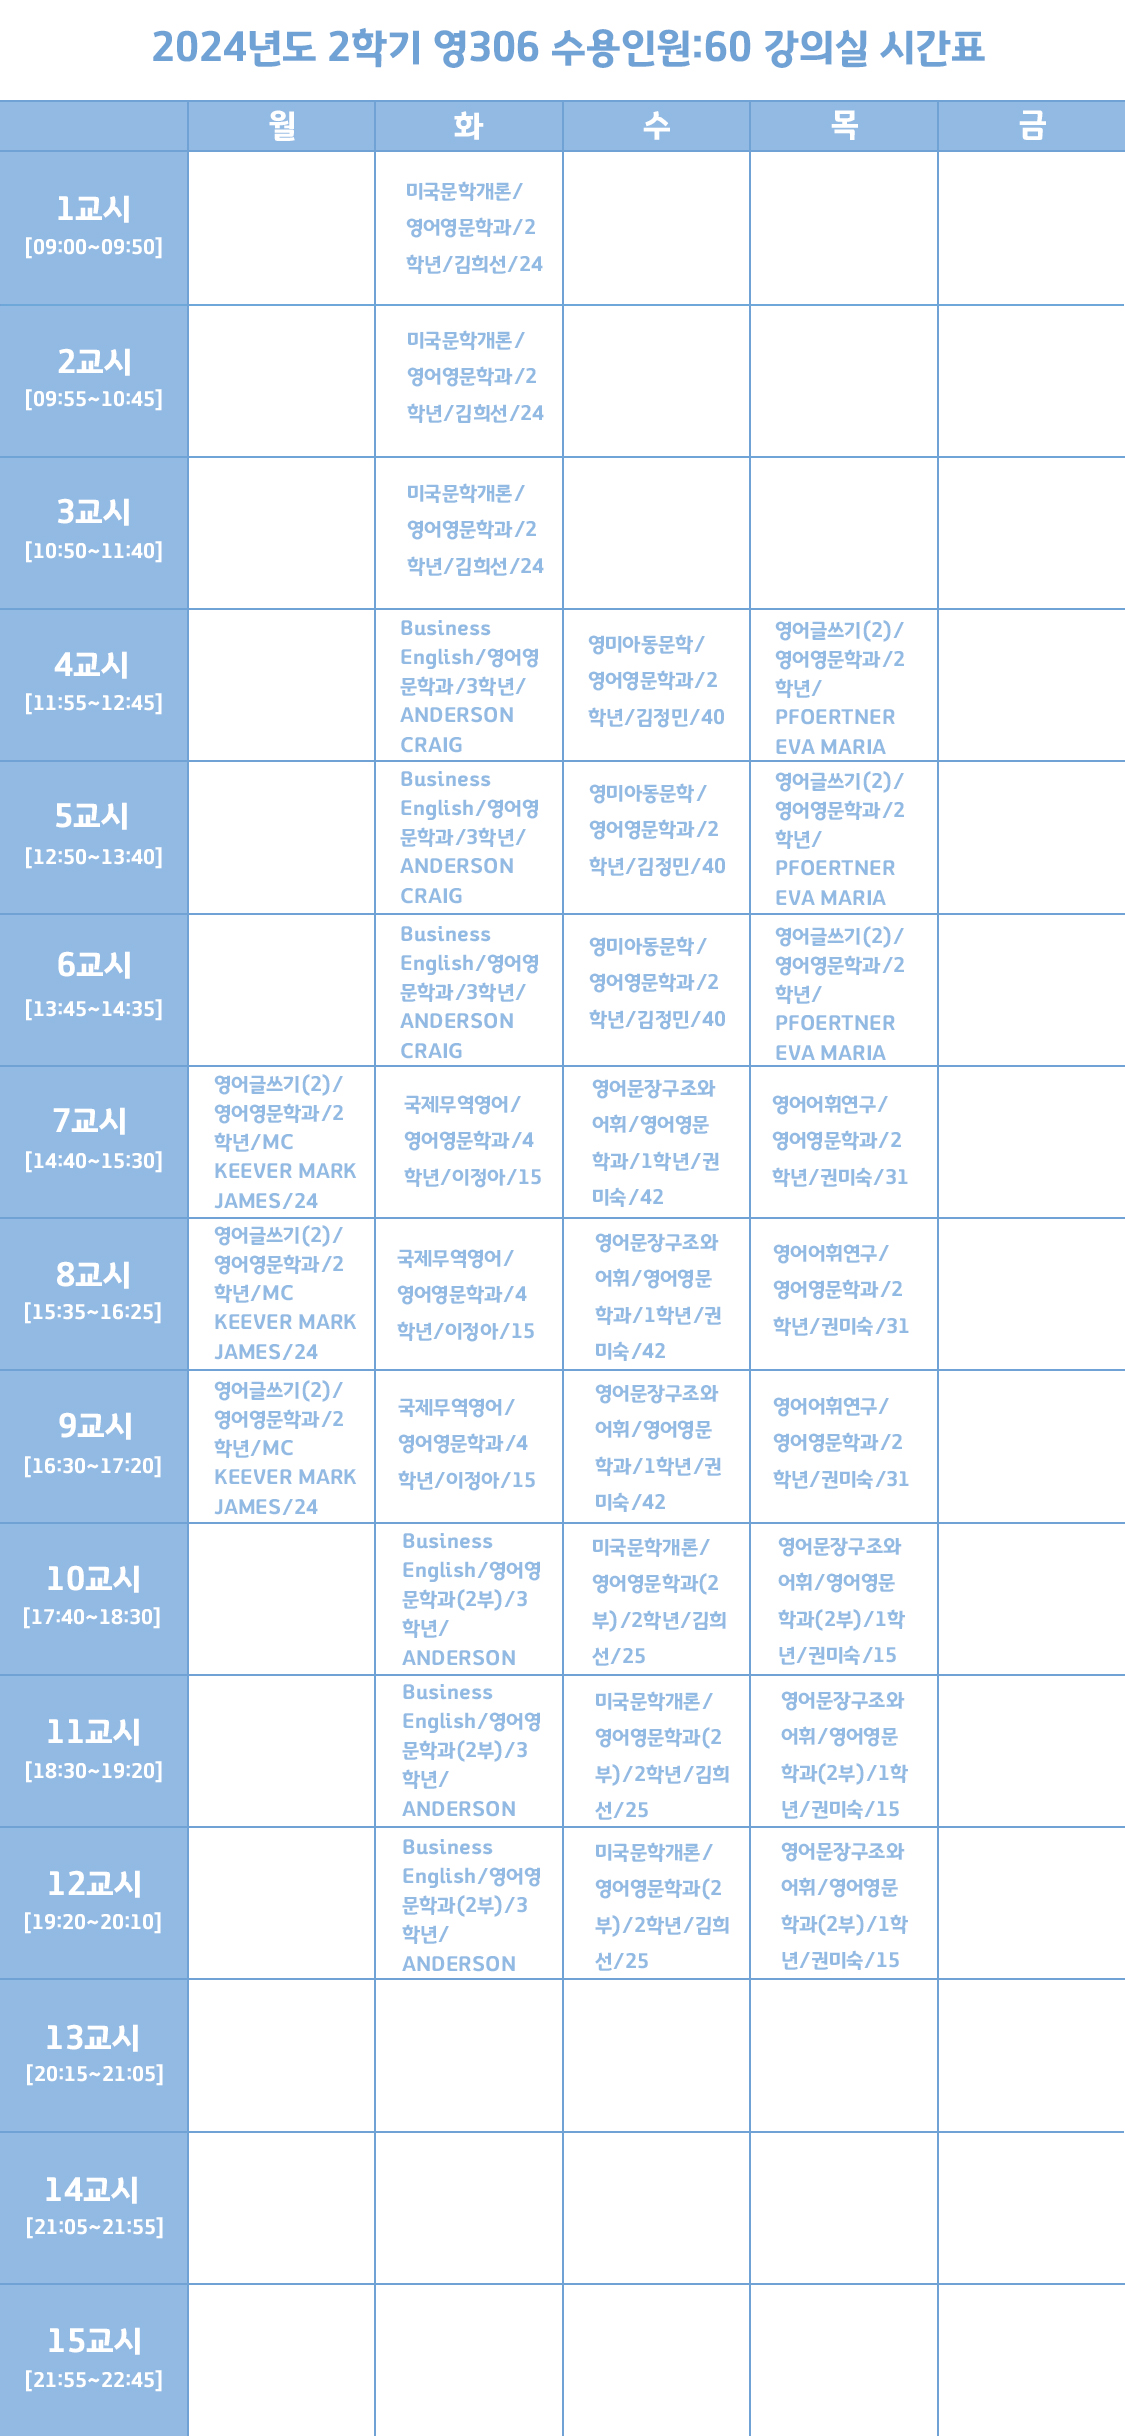 2024년도 2학기 영306 수용인원:60 강의실 시간표
월 화 수 목 금
1교시
[09:00~09:50]
미국문학개론/
영어영문학과/2
학년/김희선/24
2교시
[09:55~10:45]
미국문학개론/
영어영문학과/2
학년/김희선/24
3교시
[10:50~11:40]
미국문학개론/
영어영문학과/2
학년/김희선/24
4교시
[11:55~12:45]
Business
English/영어영
문학과/3학년/
ANDERSON
CRAIG
영미아동문학/
영어영문학과/2
학년/김정민/40
영어글쓰기(2)/
영어영문학과/2
학년/
PFOERTNER
EVA MARIA
5교시
[12:50~13:40]
Business
English/영어영
문학과/3학년/
ANDERSON
CRAIG
영미아동문학/
영어영문학과/2
학년/김정민/40
영어글쓰기(2)/
영어영문학과/2
학년/
PFOERTNER
EVA MARIA
6교시
[13:45~14:35]
Business
English/영어영
문학과/3학년/
ANDERSON
CRAIG
영미아동문학/
영어영문학과/2
학년/김정민/40
영어글쓰기(2)/
영어영문학과/2
학년/
PFOERTNER
EVA MARIA
7교시
[14:40~15:30]
영어글쓰기(2)/
영어영문학과/2
학년/MC
KEEVER MARK
JAMES/24
국제무역영어/
영어영문학과/4
학년/이정아/15
영어문장구조와
어휘/영어영문
학과/1학년/권
미숙/42
영어어휘연구/
영어영문학과/2
학년/권미숙/31
8교시
[15:35~16:25]
영어글쓰기(2)/
영어영문학과/2
학년/MC
KEEVER MARK
JAMES/24
국제무역영어/
영어영문학과/4
학년/이정아/15
영어문장구조와
어휘/영어영문
학과/1학년/권
미숙/42
영어어휘연구/
영어영문학과/2
학년/권미숙/31
9교시
[16:30~17:20]
영어글쓰기(2)/
영어영문학과/2
학년/MC
KEEVER MARK
JAMES/24
국제무역영어/
영어영문학과/4
학년/이정아/15
영어문장구조와
어휘/영어영문
학과/1학년/권
미숙/42
영어어휘연구/
영어영문학과/2
학년/권미숙/31
10교시
[17:40~18:30]
Business
English/영어영
문학과(2부)/3
학년/
ANDERSON
미국문학개론/
영어영문학과(2
부)/2학년/김희
선/25
영어문장구조와
어휘/영어영문
학과(2부)/1학
년/권미숙/15
11교시
[18:30~19:20]
Business
English/영어영
문학과(2부)/3
학년/
ANDERSON
미국문학개론/
영어영문학과(2
부)/2학년/김희
선/25
영어문장구조와
어휘/영어영문
학과(2부)/1학
년/권미숙/15
12교시
[19:20~20:10]
Business
English/영어영
문학과(2부)/3
학년/
ANDERSON
미국문학개론/
영어영문학과(2
부)/2학년/김희
선/25
영어문장구조와
어휘/영어영문
학과(2부)/1학
년/권미숙/15
13교시
[20:15~21:05]
14교시
[21:05~21:55]
15교시
[21:55~22:45]